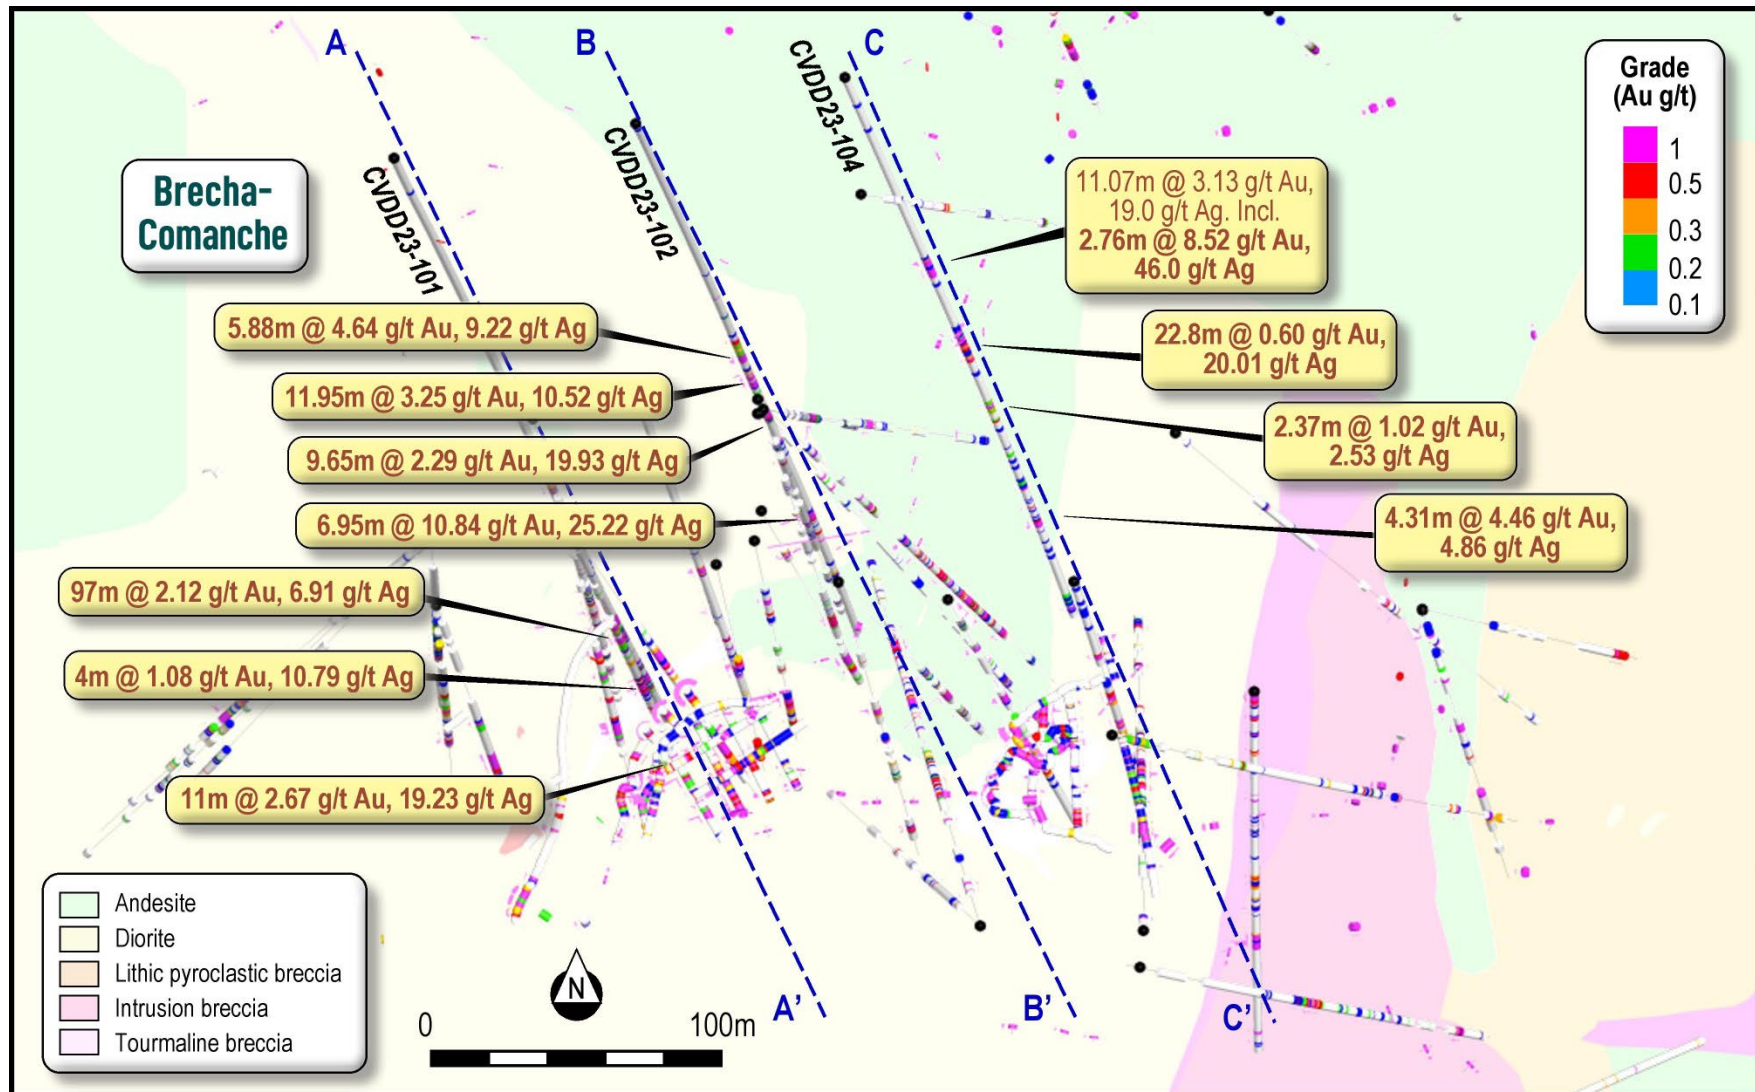 A
B
C
CVDD23-101
CVDD23-102
CVDD23-104
Brecha-
Comanche
Grade
(Au g/t)
1
0.5
0.3
0.2
0.1
11.07m @ 3.13 g/t Au,
19.0 g/t Ag. Incl.
2.76m @ 8.52 g/t Au,
46.0 g/t Ag
22.8m @ 0.60 g/t Au,
20.01 g/t Ag
2.37m @ 1.02 g/t Au,
2.53 g/t Ag
4.31m @ 4.46 g/t Au,
4.86 g/t Ag
5.88m @ 4.64 g/t Au, 9.22 g/t Ag
11.95m @ 3.25 g/t Au, 10.52 g/t Ag
9.65m @ 2.29 g/t Au, 19.93 g/t Ag
6.95m @ 10.84 g/t Au, 25.22 g/t Ag
97m @ 2.12 g/t Au, 6.91 g/t Ag
4m @ 1.08 g/t Au, 10.79 g/t Ag
11m @ 2.67 g/t Au, 19.23 g/t Ag
Andesite
Diorite
Lithic pyroclastic breccia
Intrusion breccia
Tourmaline breccia
N
0
100m
A'
B'
C'